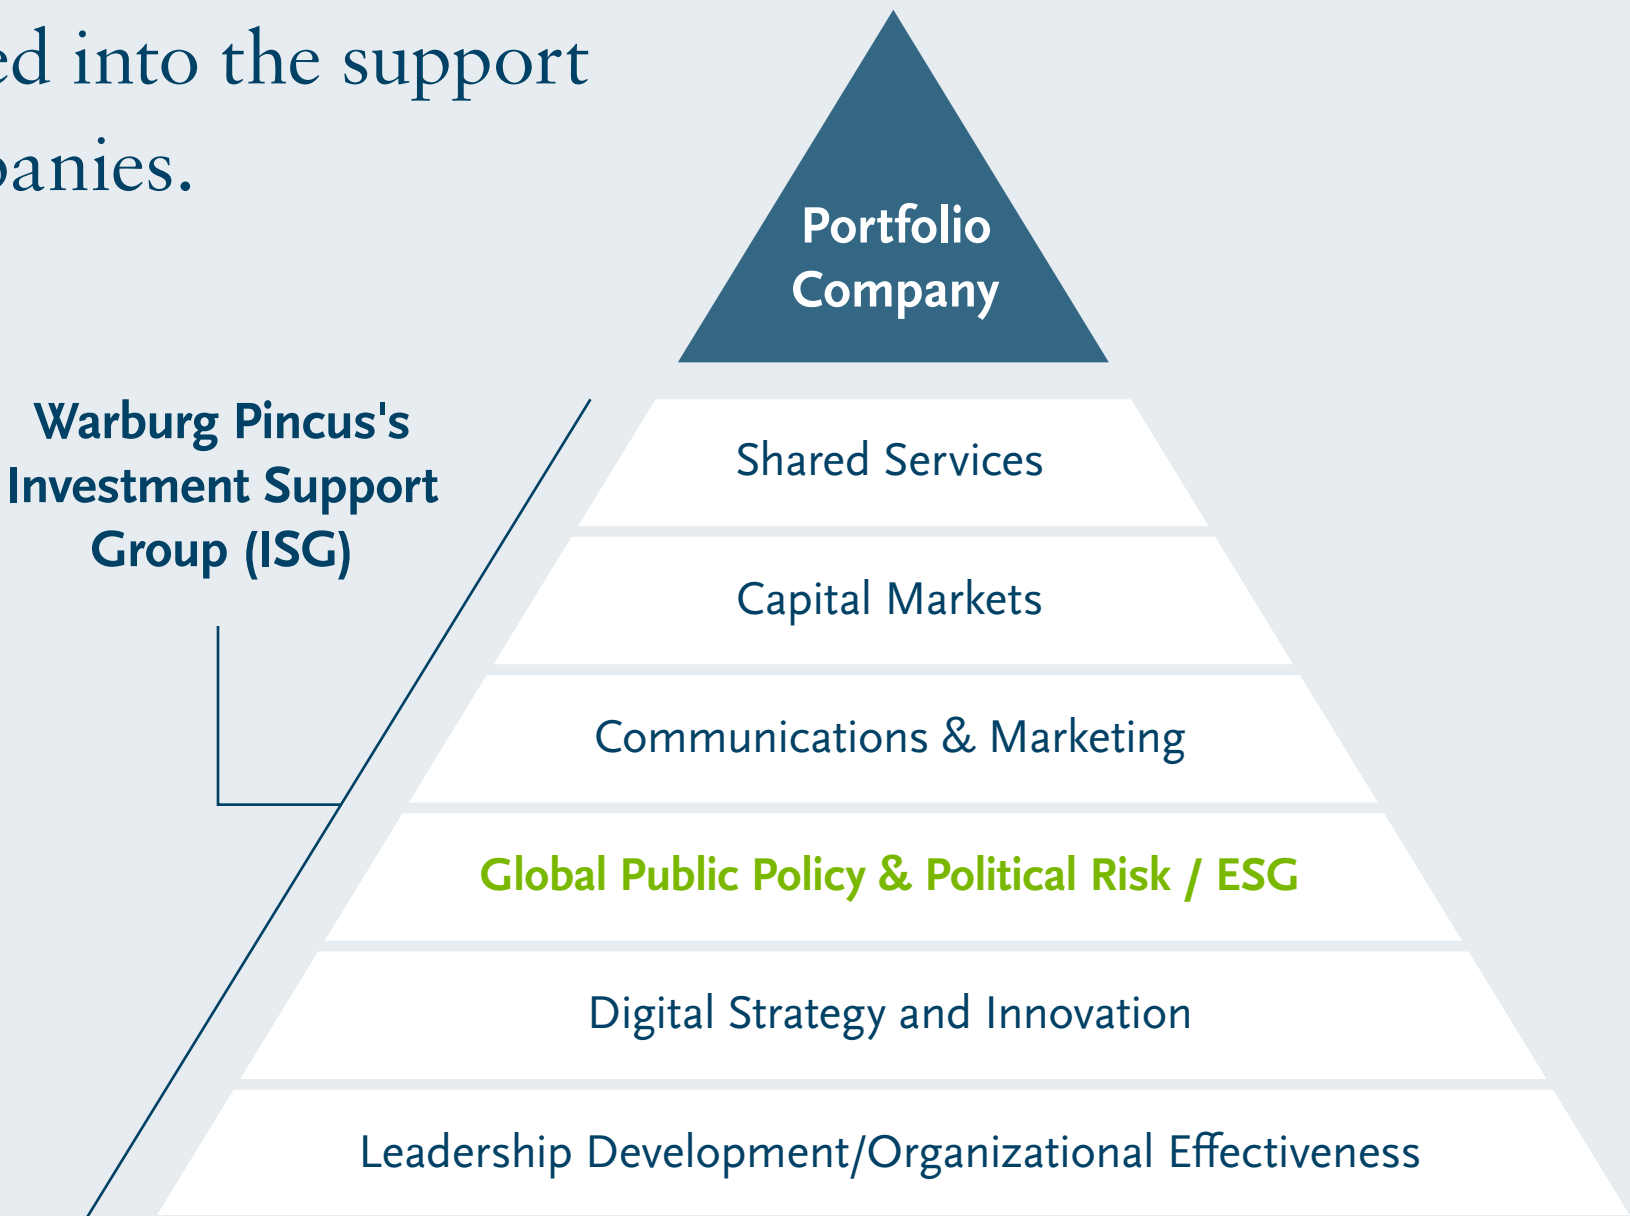 ed into the support
panies.
Portfolio
Company
Warburg Pincus's
Investment Support
Group (ISG)
Shared Services
Capital Markets
Communications & Marketing
Global Public Policy & Political Risk / ESG
Digital Strategy and Innovation
Leadership Development/Organizational Effectiveness